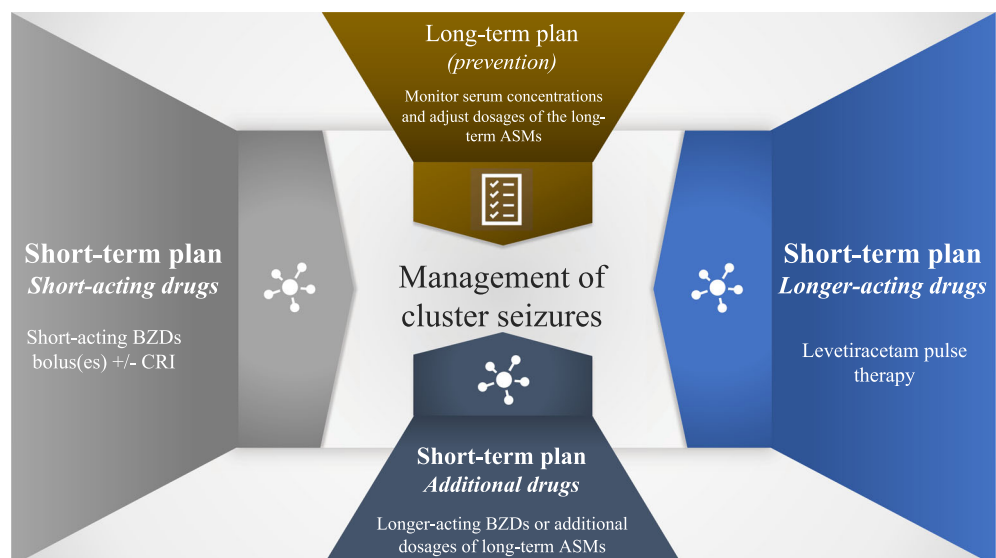 Long-term plan
(prevention)
Monitor serum concentrations
and adjust dosages of the long-
term ASMs
Short-term plan
Short-acting drugs
Short-acting BZDs
bolus(es) +/- CRI
Management of
cluster seizures
Short-term plan
Longer-acting drugs
Levetiracetam pulse
therapy
Short-term plan
Additional drugs
Longer-acting BZDs or additional
dosages of long-term ASMs